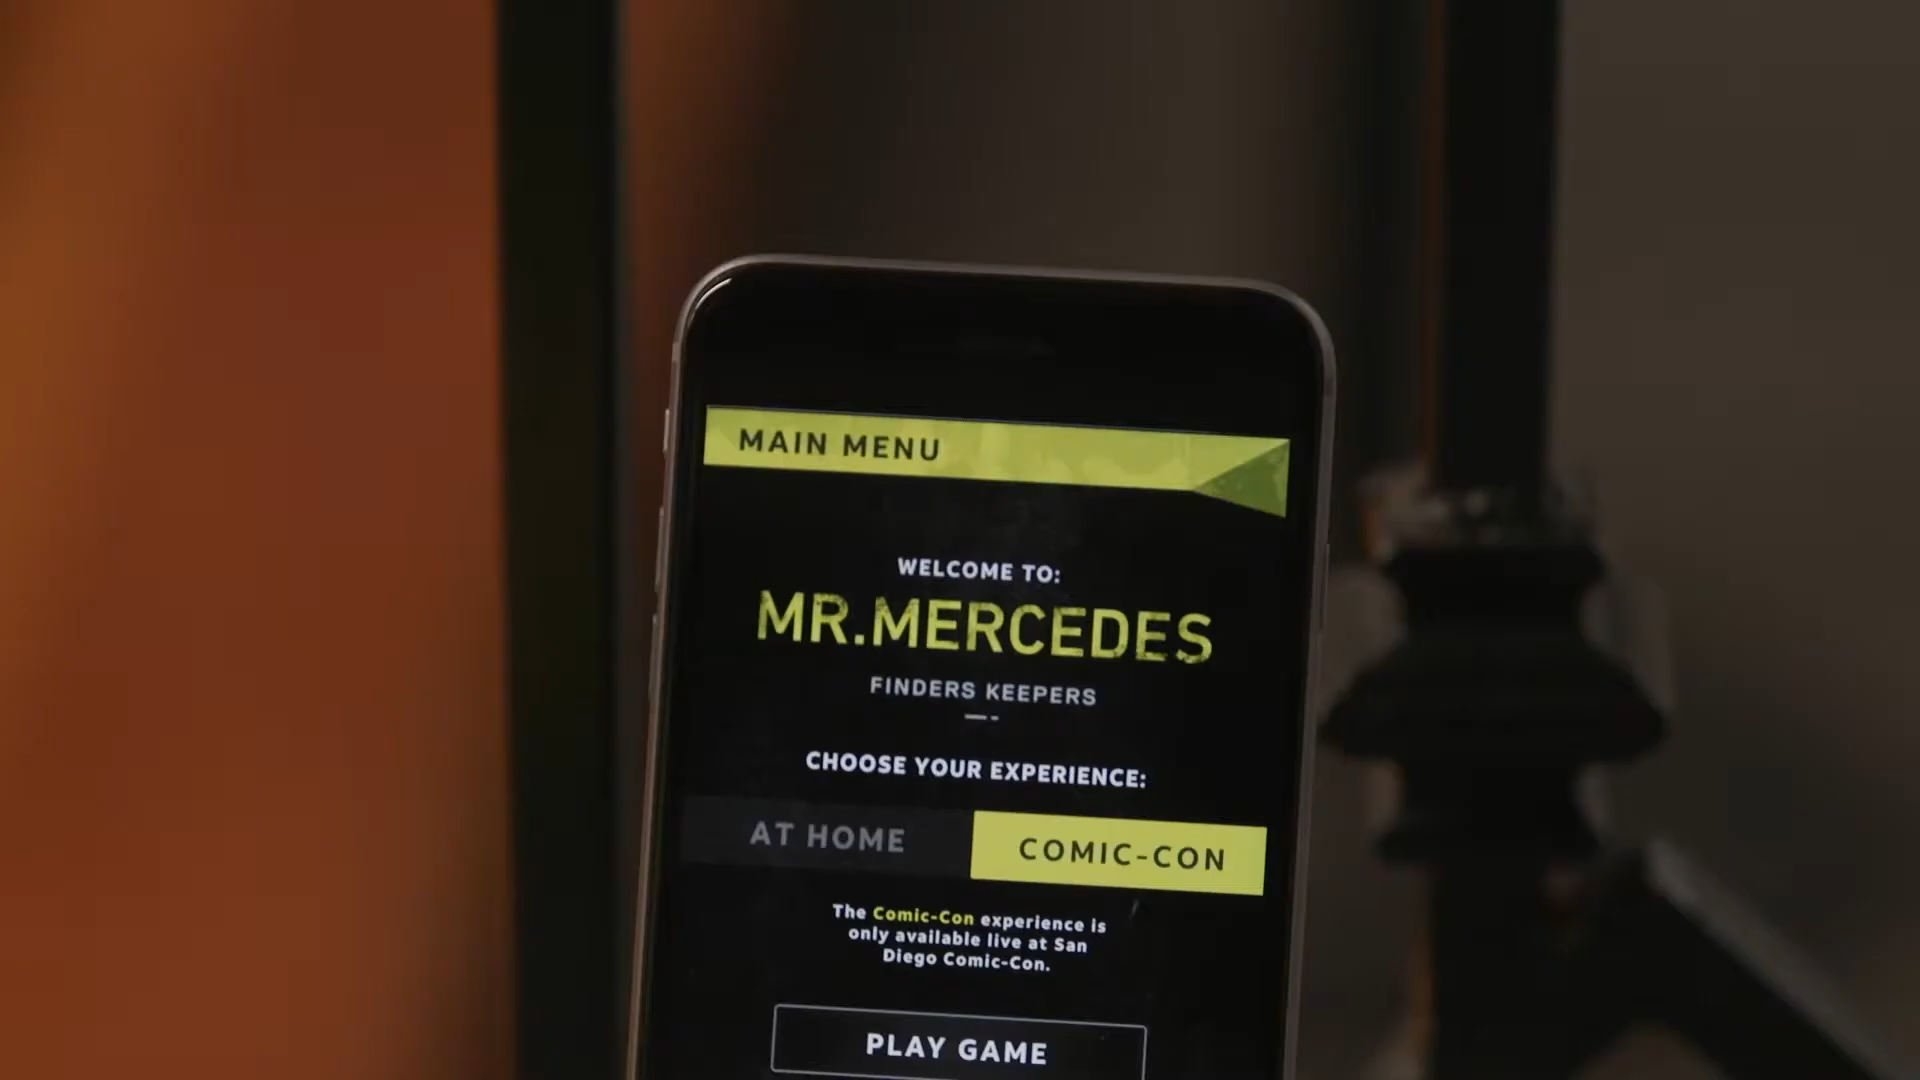 MAIN MENU
WELCOME TO:
MR.MERCEDES
FINDERS KEEPERS
CHOOSE YOUR EXPERIENCE:
AT HOME
COMIC-CON
The Comic-Con experience is
only available live at San
Diego Comic-Con.
PLAY GAME